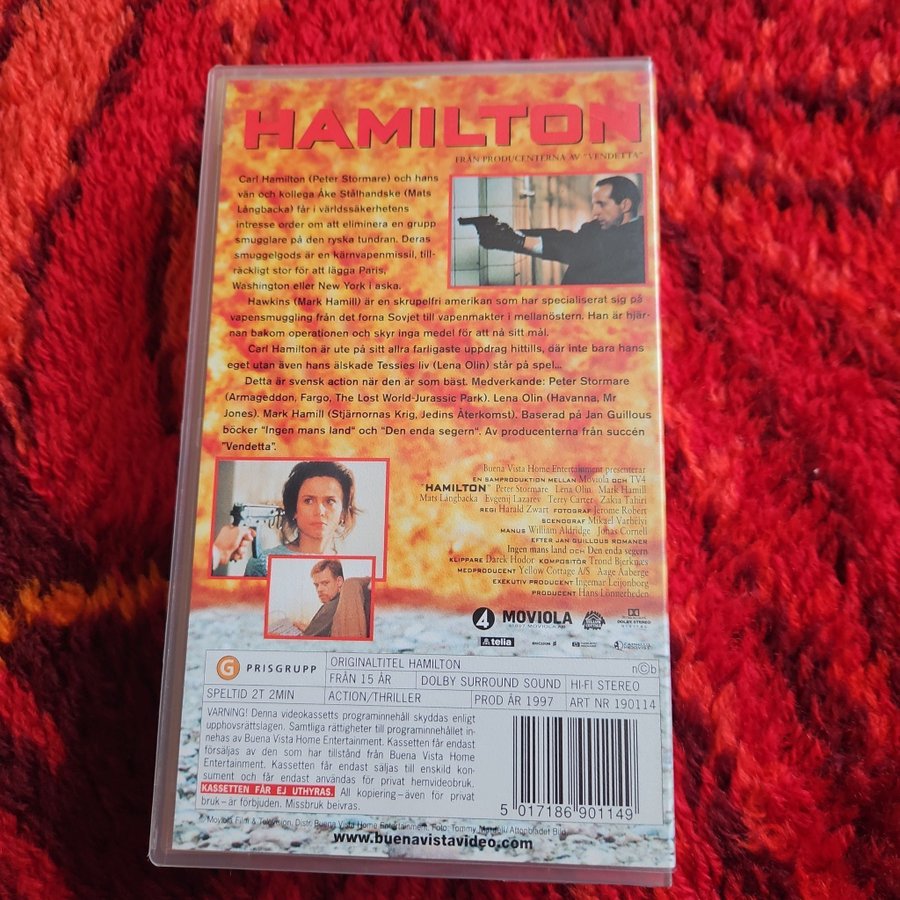 HAMILTON
FRÅN PRODUCENTERNA AV "VENDETTA"
Carl Hamilton (Peter Stormare) och hans
vän och kollega Åke Stålhandske (Mats
Långbacka) får i världssäkerhetens
intresse order om att eliminera en grupp
smugglare på den ryska tundran. Deras
smuggelgods är en kärnvapenmissil, till-
räckligt stor för att lägga Paris,
Washington eller New York i aska.
Hawkins (Mark Hamill) är en skrupelfri amerikan som har specialiserat sig på
vapensmuggling från det forna Sovjet till vapenmakter i mellanöstern. Han är hjär-
nan bakom operationen och skyr inga medel för att nå sitt mål.
Carl Hamilton är ute på sitt allra farligaste uppdrag hittills, där inte bara hans
eget utan även hans älskade Tessies liv (Lena Olin) står på spel...
Detta är svensk action när den är som bäst. Medverkande: Peter Stormare
(Armageddon, Fargo, The Lost World-Jurassic Park). Lena Olin (Havanna, Mr
Jones). Mark Hamill (Stjärnornas Krig, Jedins Återkomst). Baserad på Jan Guillous
böcker "Ingen mans land" och "Den enda segern". Av producenterna från succén
"Vendetta".
Buena Vista Home Entertainment presenterar
EN SAMPRODUKTION MELLAN Moviola OCH TV4
"HAMILTON" Peter Stormare Lena Olin Mark Hamill
Mats Långbacka Evgenij Lazarev Terry Carter Zakia Tahiri
REGI Harald Zwart FOTOGRAF Jerome Robert
SCENOGRAF Mikael Varhelyi
MANUS William Aldridge Jonas Cornell
EFTER JAN GUILLOUS ROMANER
Ingen mans land OCH Den enda segern
KLIPPARE Darek Hodor KOMPOSITÖR Trond Bjerknæs
MEDPRODUCENT Yellow Cottage A/S Aage Aaberge
EXEKUTIV PRODUCENT Ingemar Leijonborg
PRODUCENT Hans Lönnerheden
4 MOVIOLA
DOLBY STEREO
telia
ERICSSON
G PRISGRUPP
ORIGINALTITEL HAMILTON
n©b
FRÅN 15 ÅR
DOLBY SURROUND SOUND
HI-FI STEREO
SPELTID 2T 2MIN
ACTION/THRILLER
PROD ÅR 1997
ART NR 190114
VARNING! Denna videokassetts programinnehåll skyddas enligt
upphovsrättslagen. Samtliga rättigheter till programinnehållet in-
nehas av Buena Vista Home Entertainment. Kassetten får endast
försäljas av den som har tillstånd från Buena Vista Home
Entertainment. Kassetten får endast säljas till enskild kon-
sument och får endast användas för privat hemvideobruk.
KASSETTEN FÅR EJ UTHYRAS. All kopiering–även för privat
bruk–är förbjuden. Missbruk beivras.
5 017186 901149
© Moviola Film & Television, Distr. Buena Vista Home Entertainment. Foto: Tommy / Aftonbladet Bild
www.buenavistavideo.com